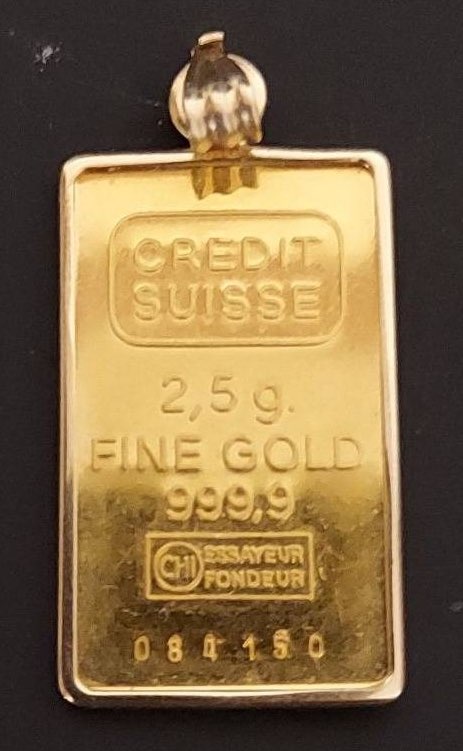 CREDIT
SUISSE
2,5 g.
FINE GOLD
999,9
CHI ESSAYEUR
FONDEUR
084150